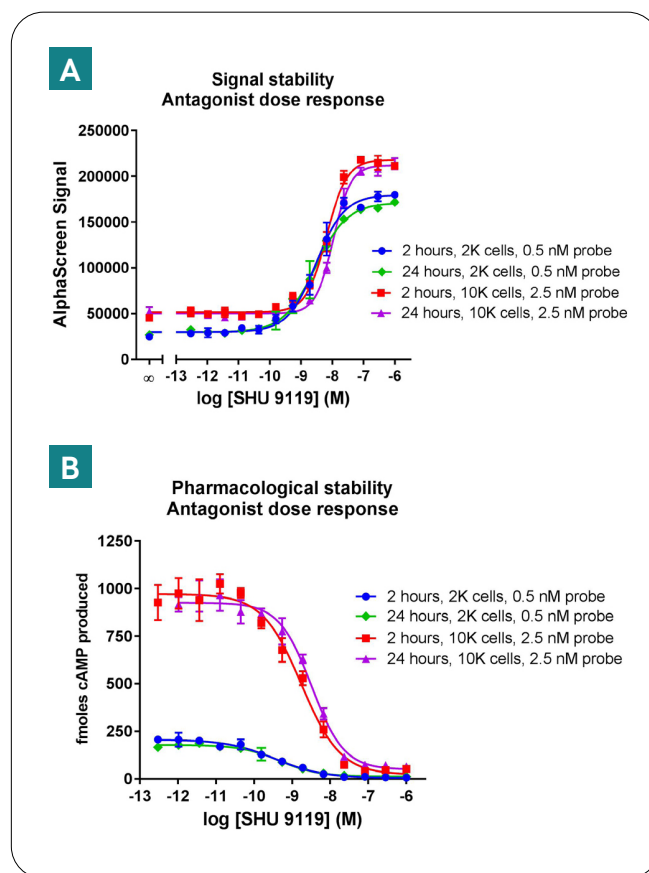 A
Signal stability
Antagonist dose response
AlphaScreen Signal
250000
200000
150000
100000
50000
0
∞ -13 -12 -11 -10 -9 -8 -7 -6
log [SHU 9119] (M)
2 hours, 2K cells, 0.5 nM probe
24 hours, 2K cells, 0.5 nM probe
2 hours, 10K cells, 2.5 nM probe
24 hours, 10K cells, 2.5 nM probe
B
Pharmacological stability
Antagonist dose response
fmoles cAMP produced
1250
1000
750
500
250
0
-13 -12 -11 -10 -9 -8 -7 -6
log [SHU 9119] (M)
2 hours, 2K cells, 0.5 nM probe
24 hours, 2K cells, 0.5 nM probe
2 hours, 10K cells, 2.5 nM probe
24 hours, 10K cells, 2.5 nM probe